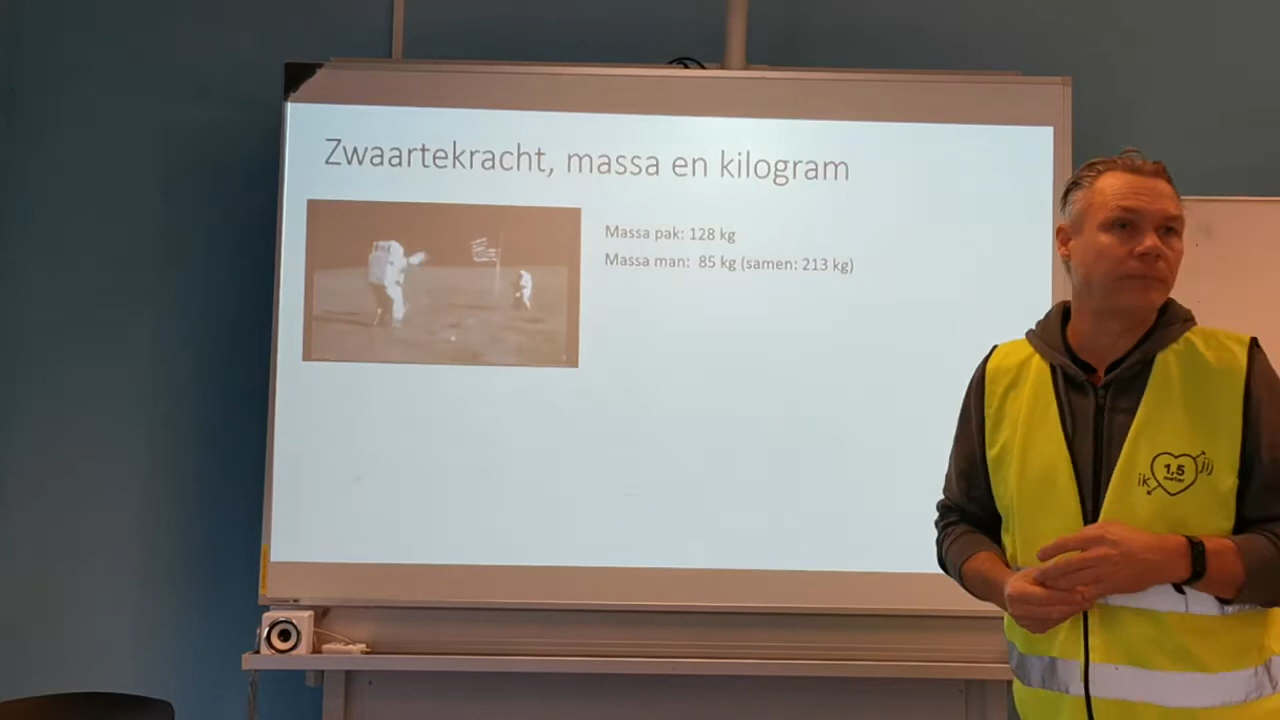 Zwaartekracht, massa en kilogram
Massa pak: 128 kg
Massa man: 85 kg (samen: 213 kg)
ik 1,5 jij
meter